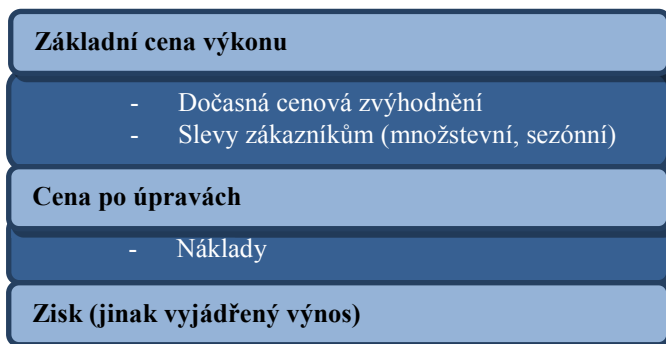 Základní cena výkonu
- Dočasná cenová zvýhodnění
- Slevy zákazníkům (množstevní, sezónní)
Cena po úpravách
- Náklady
Zisk (jinak vyjádřený výnos)